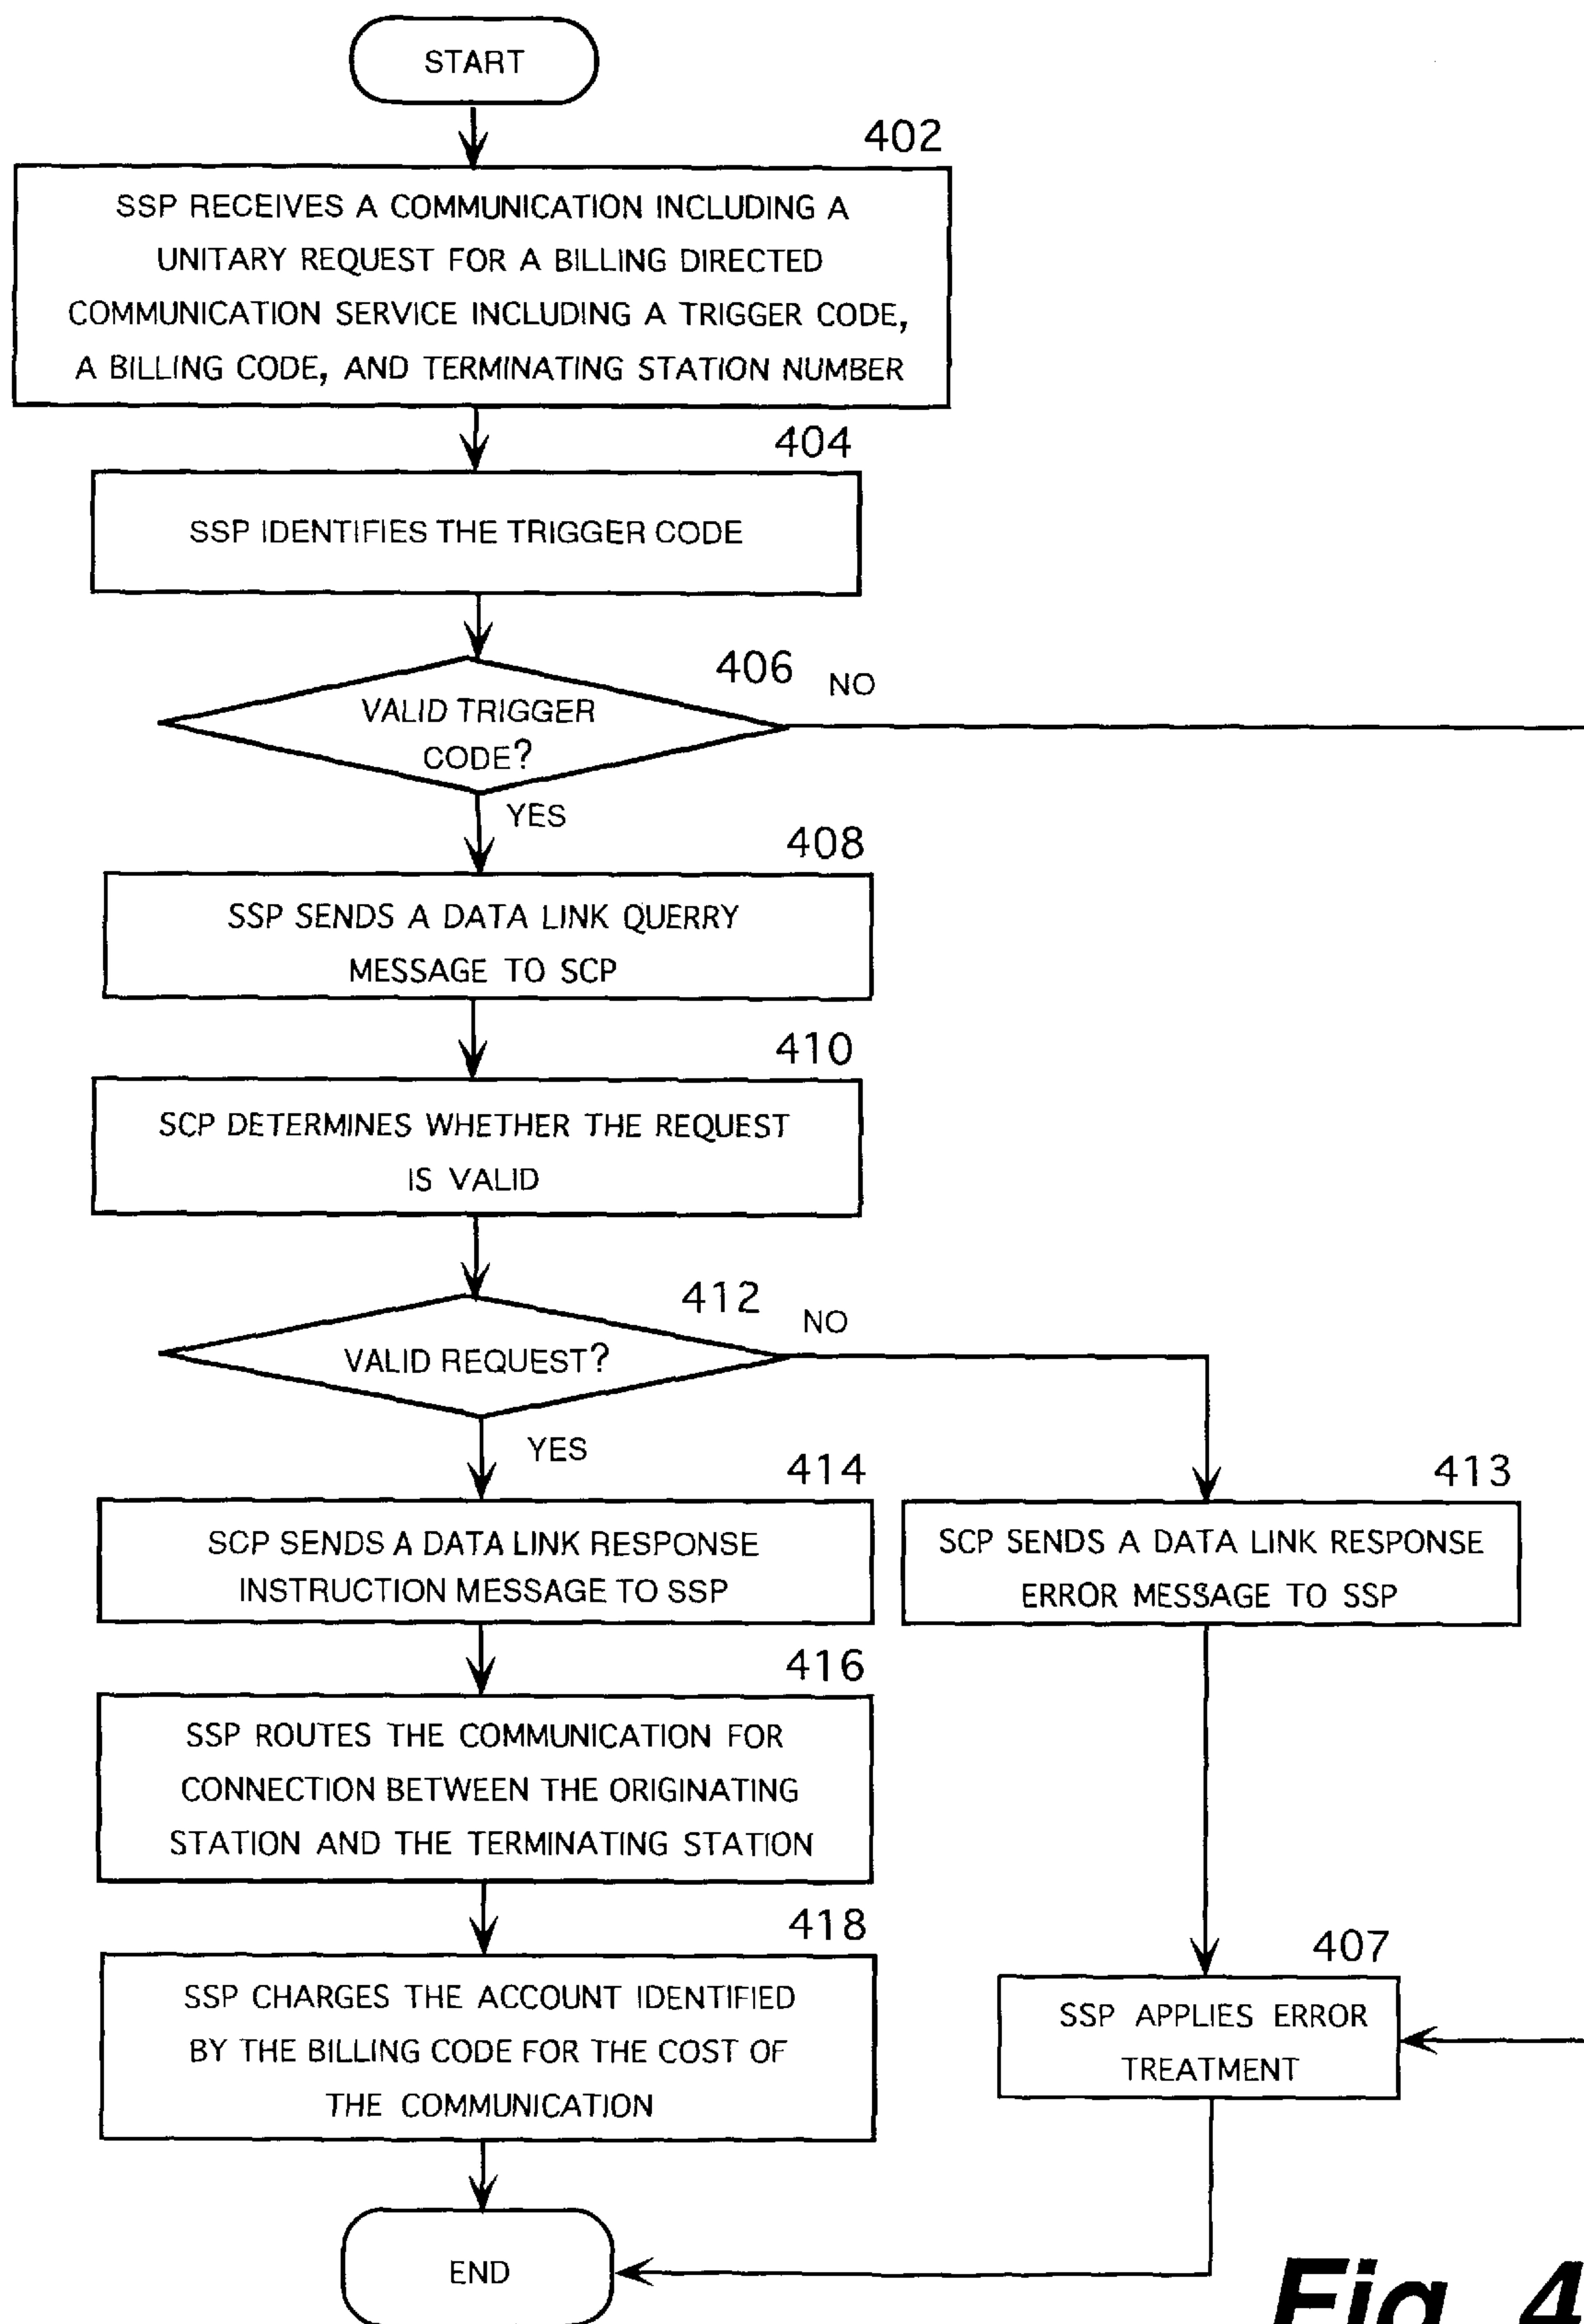 START
402
SSP RECEIVES A COMMUNICATION INCLUDING A
UNITARY REQUEST FOR A BILLING DIRECTED
COMMUNICATION SERVICE INCLUDING A TRIGGER CODE,
A BILLING CODE, AND TERMINATING STATION NUMBER
404
SSP IDENTIFIES THE TRIGGER CODE
406
NO
VALID TRIGGER
CODE?
YES
408
SSP SENDS A DATA LINK QUERRY
MESSAGE TO SCP
410
SCP DETERMINES WHETHER THE REQUEST
IS VALID
412
NO
VALID REQUEST?
YES
414
SCP SENDS A DATA LINK RESPONSE
INSTRUCTION MESSAGE TO SSP
413
SCP SENDS A DATA LINK RESPONSE
ERROR MESSAGE TO SSP
416
SSP ROUTES THE COMMUNICATION FOR
CONNECTION BETWEEN THE ORIGINATING
STATION AND THE TERMINATING STATION
418
SSP CHARGES THE ACCOUNT IDENTIFIED
BY THE BILLING CODE FOR THE COST OF
THE COMMUNICATION
407
SSP APPLIES ERROR
TREATMENT
END
Fig. 4